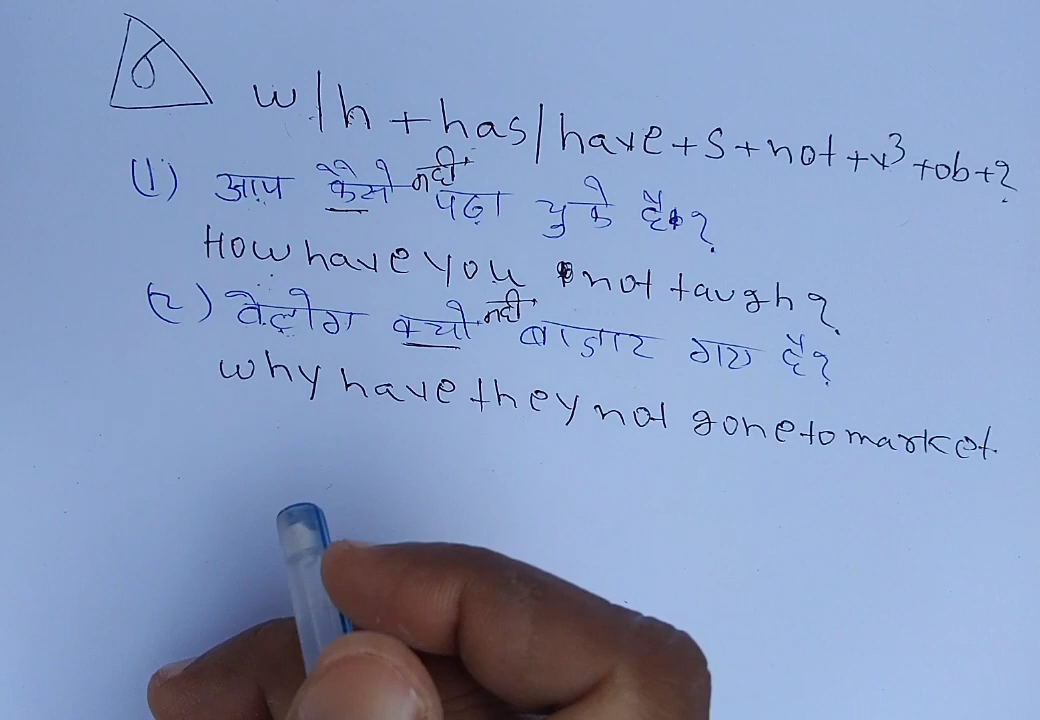 6
w/h + has/have + S + not + v3 + ob + ?
(1) आप कैसे नहीं पढ़ा चुके हैं?
How have you not taugh?
(2) वे लोग क्यों नहीं बाजार गए हैं?
why have they not gone to market.